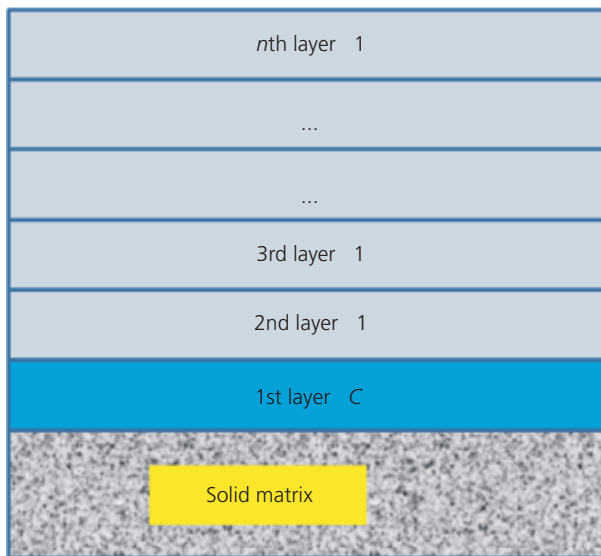 nth layer 1
...
...
3rd layer 1
2nd layer 1
1st layer C
Solid matrix